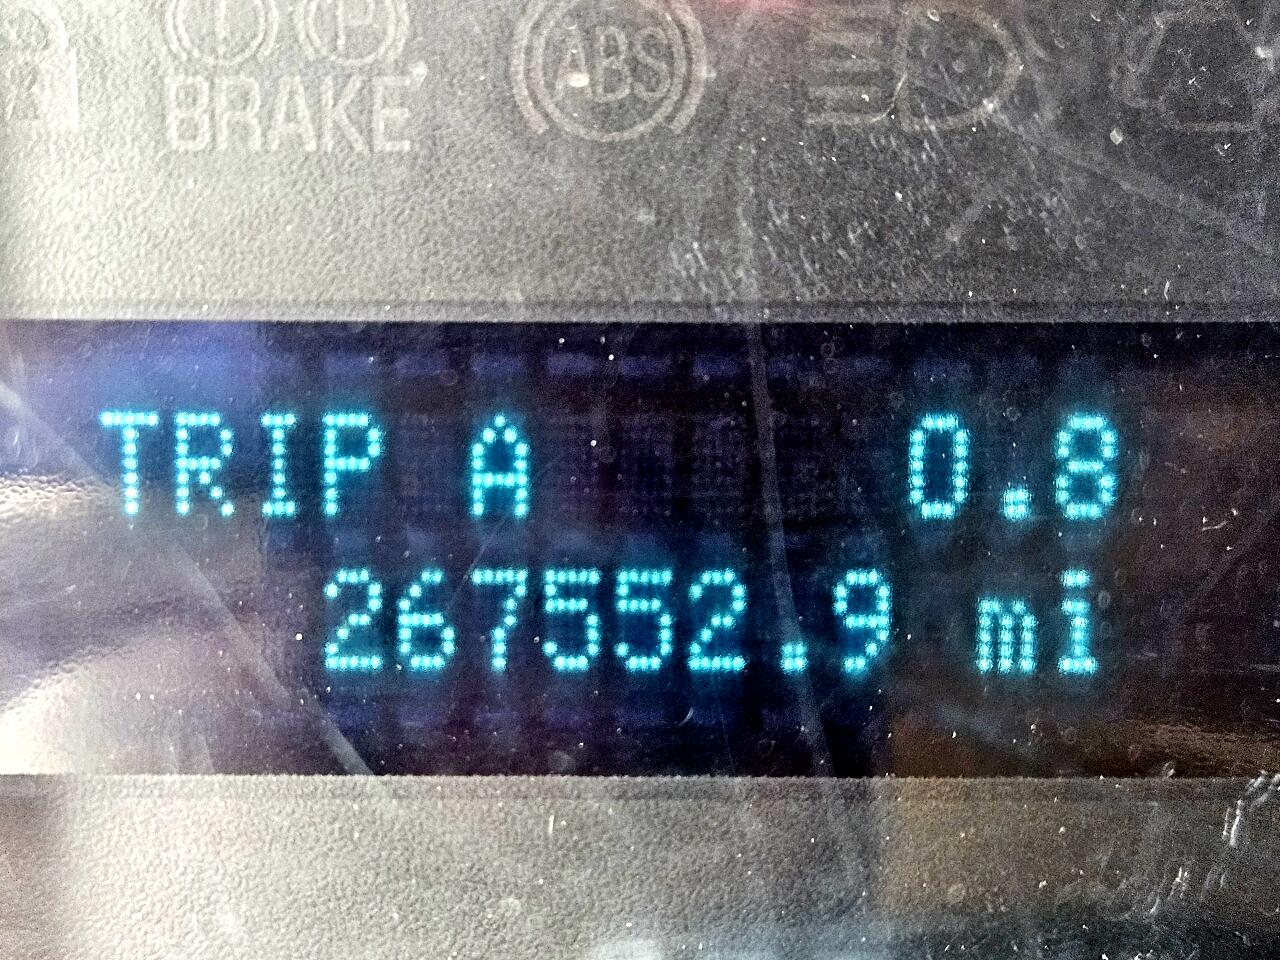 BRAKE
ABS
TRIP A 0.8
267552.9 mi